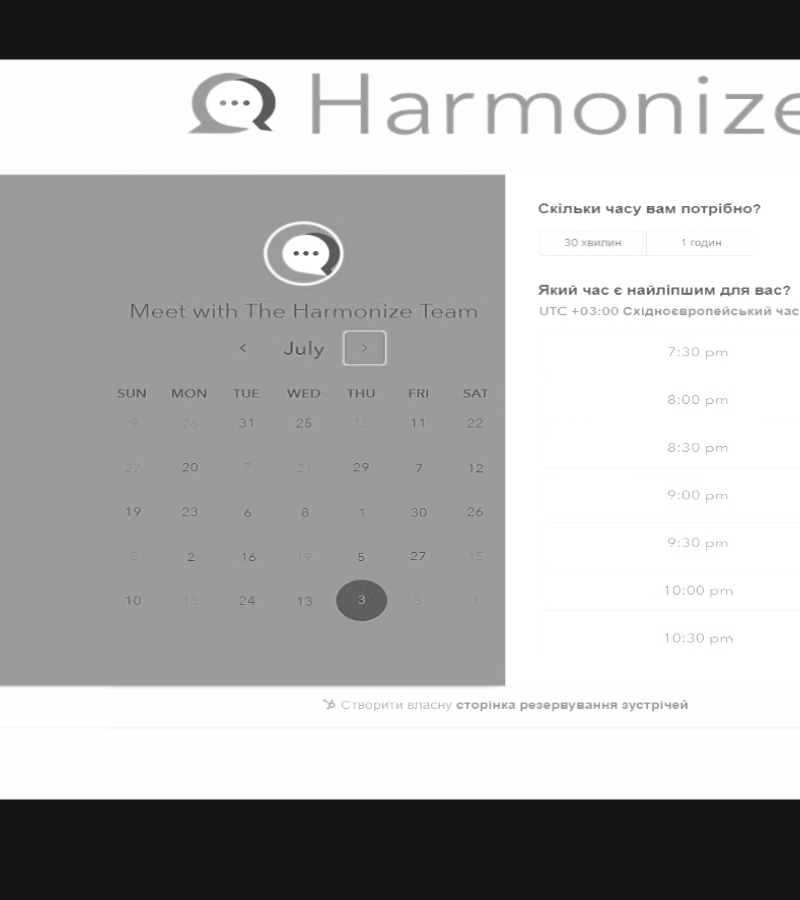 Harmonize
Meet with The Harmonize Team
< July >
SUN MON TUE WED THU FRI SAT
9 26 31 25 15 11 22
27 20 7 21 29 7 12
19 23 6 8 1 30 26
8 2 16 19 5 27 15
10 13 24 13 3 5 1
Скільки часу вам потрібно?
30 хвилин 1 годин
Який час є найліпшим для вас?
UTC +03:00 Східноєвропейський час
7:30 pm
8:00 pm
8:30 pm
9:00 pm
9:30 pm
10:00 pm
10:30 pm
Створити власну сторінка резервування зустрічей